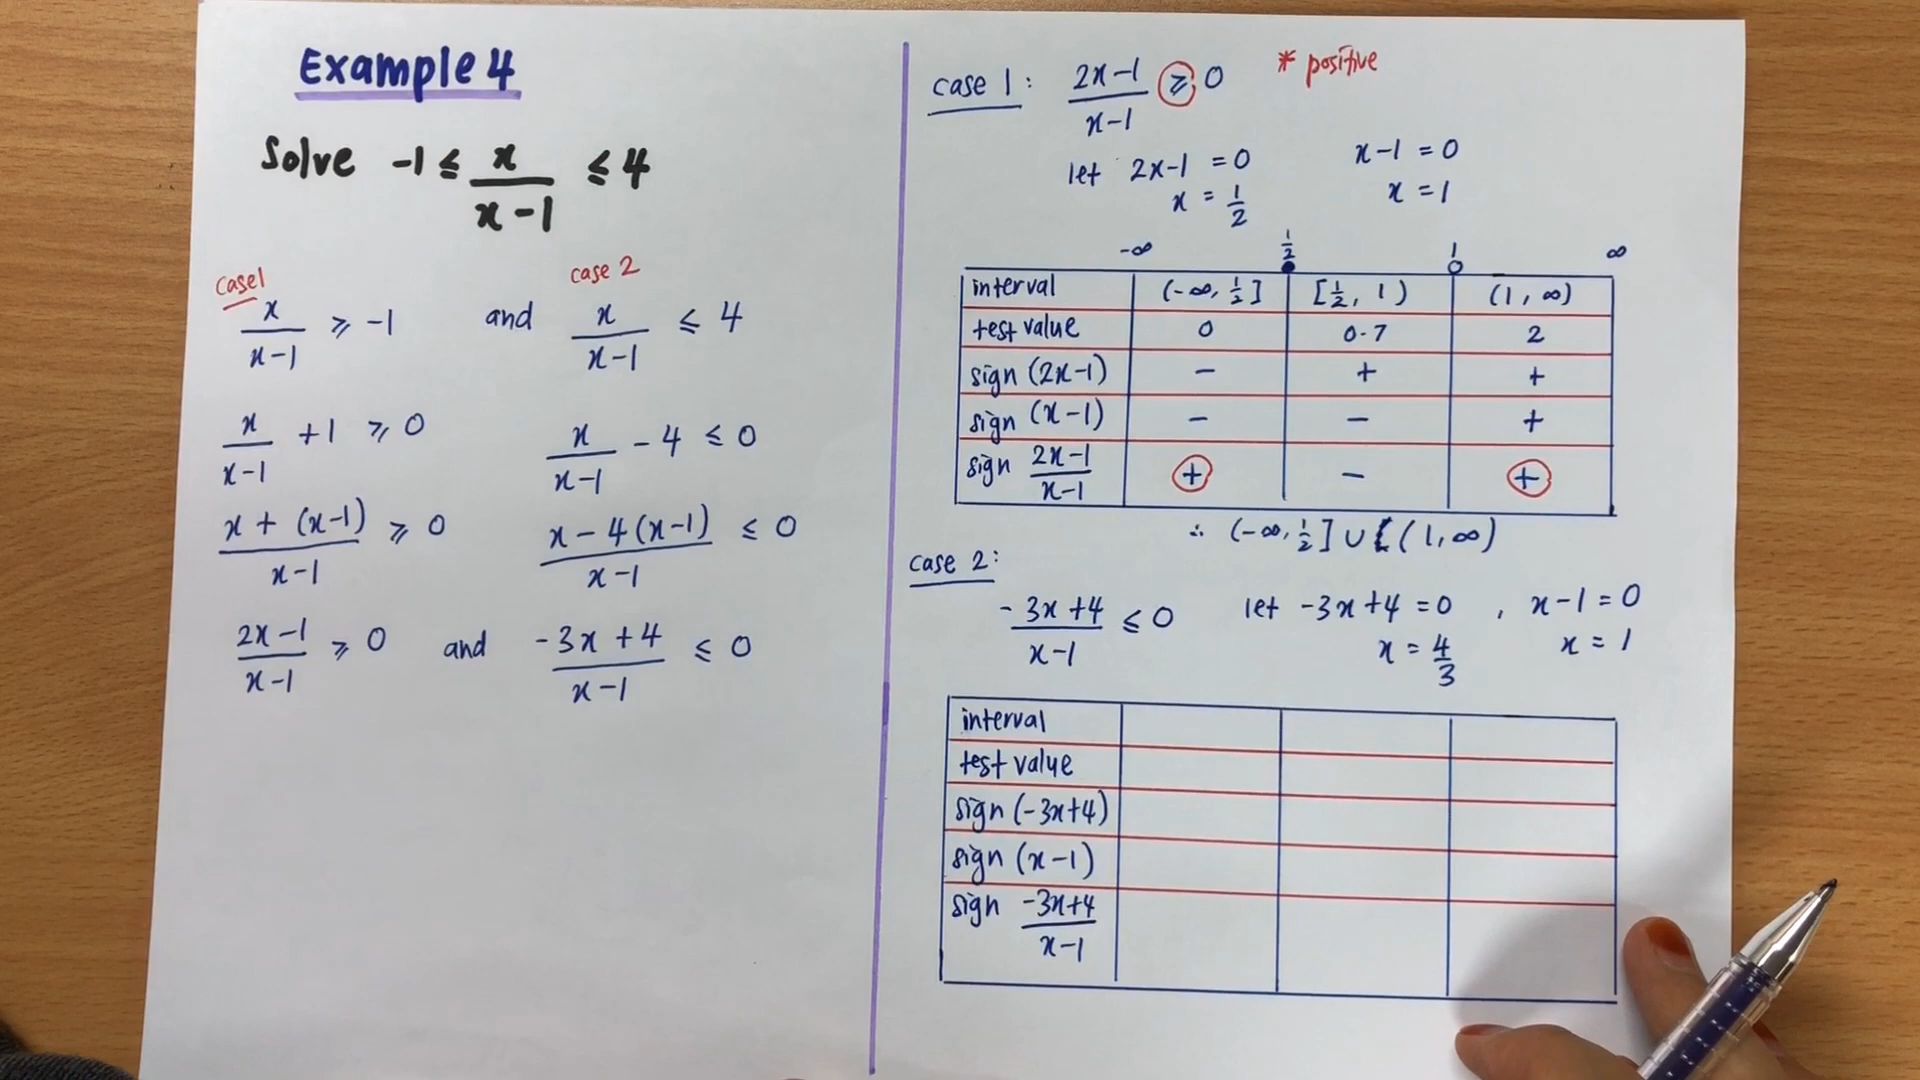 Example 4
Solve -1 ≤ x/(x-1) ≤ 4
case1 case 2
x/(x-1) ≥ -1 and x/(x-1) ≤ 4
x/(x-1) +1 ≥ 0 x/(x-1) - 4 ≤ 0
(x + (x-1))/(x-1) ≥ 0 (x - 4(x-1))/(x-1) ≤ 0
(2x-1)/(x-1) ≥ 0 and (-3x+4)/(x-1) ≤ 0
case 1: (2x-1)/(x-1) ≥ 0 * positive
let 2x-1 = 0 x-1 = 0
x = 1/2 x = 1
-∞ 1/2 1 ∞
interval (-∞, 1/2] [1/2, 1) (1, ∞)
test value 0 0.7 2
sign (2x-1) - + +
sign (x-1) - - +
sign (2x-1)/(x-1) + - +
∴ (-∞, 1/2] ∪ (1, ∞)
case 2:
(-3x+4)/(x-1) ≤ 0 let -3x+4 = 0 , x-1 = 0
x = 4/3 x = 1
interval
test value
sign (-3x+4)
sign (x-1)
sign (-3x+4)/(x-1)